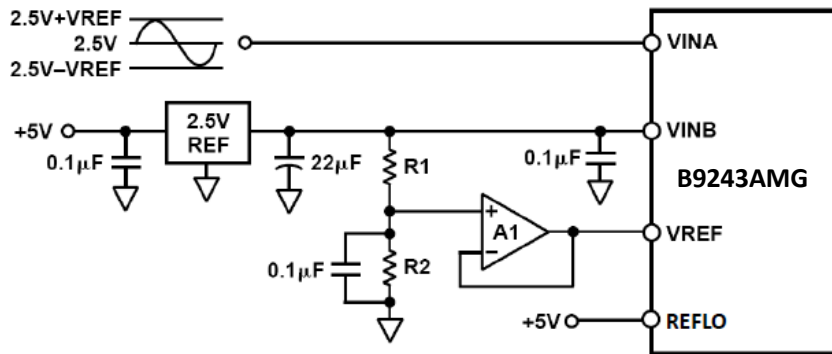 2.5V+VREF
2.5V
2.5V–VREF
VINA
+5V
2.5V
REF
VINB
0.1µF
22µF
R1
0.1µF
B9243AMG
+
A1
–
VREF
0.1µF
R2
+5V
REFLO